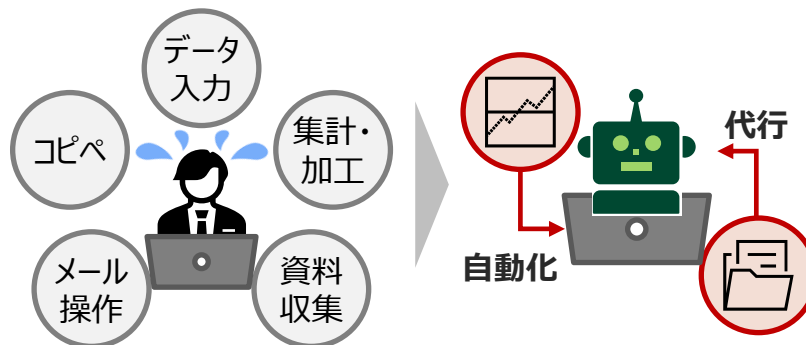 データ
入力
コピペ
集計・
加工
メール
操作
資料
収集
代行
自動化